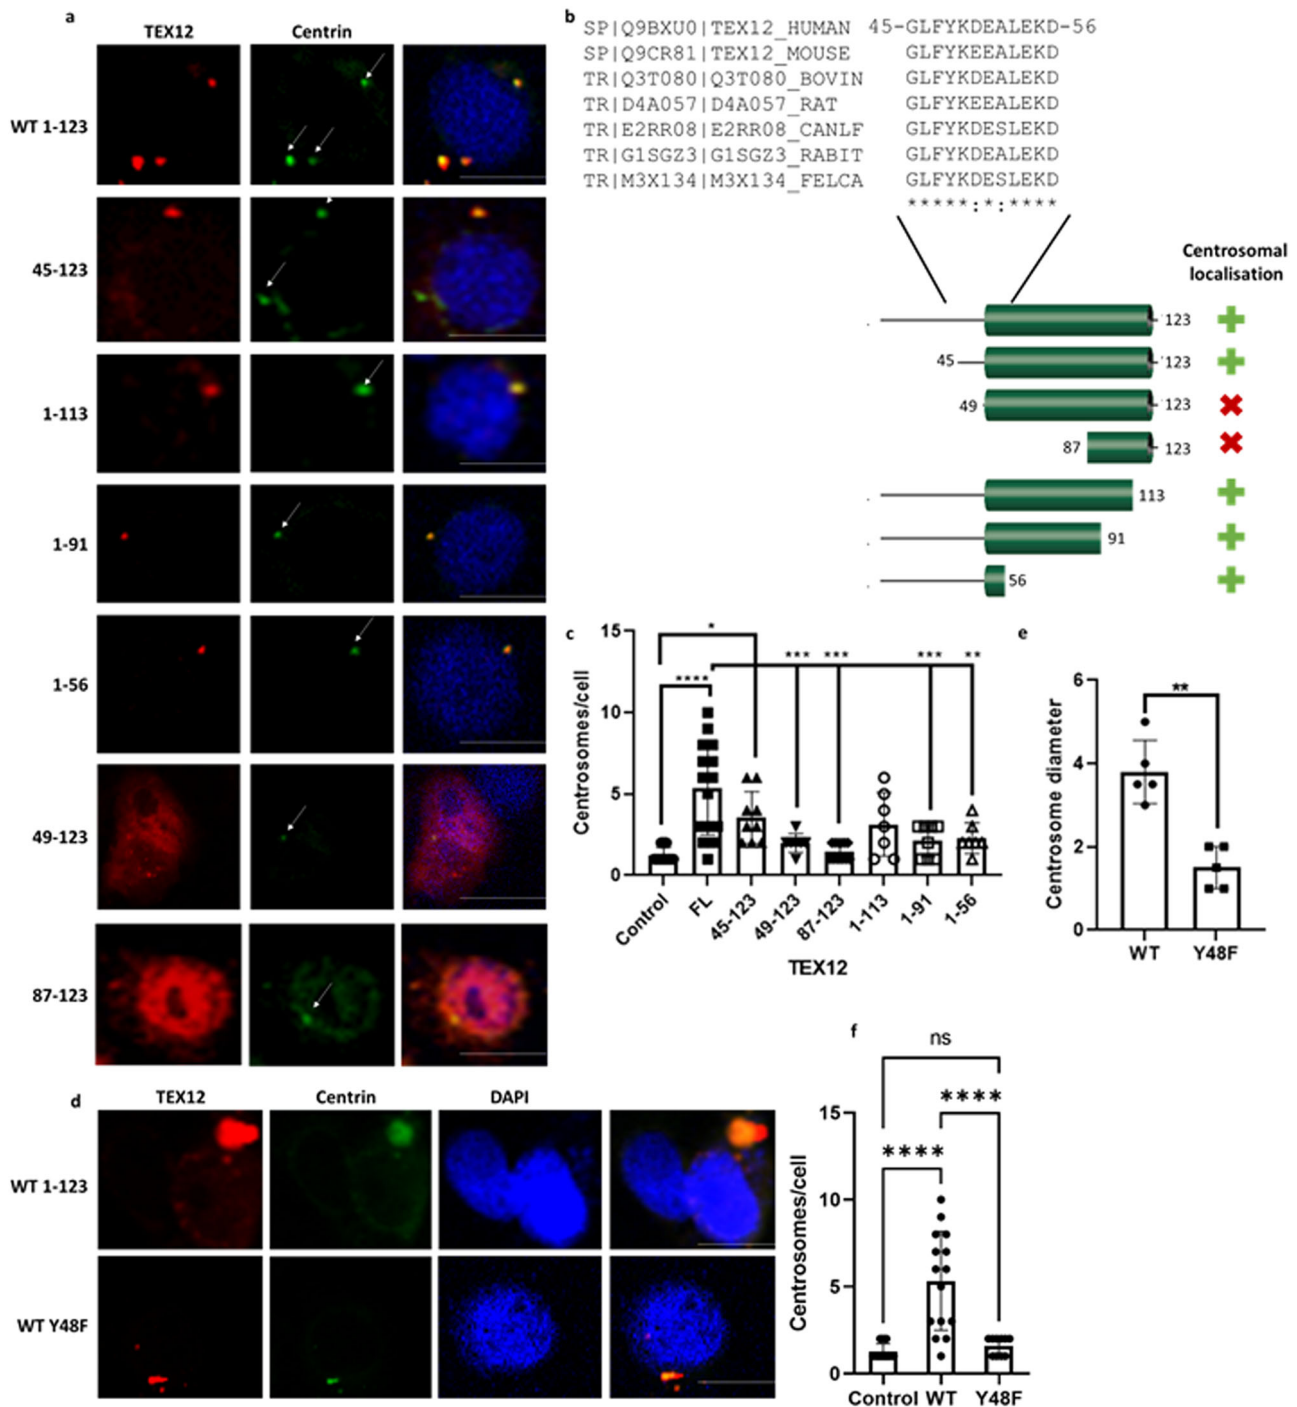 a
TEX12
Centrin
WT 1-123
45-123
1-113
1-91
1-56
49-123
87-123
b
SP|Q9BXU0|TEX12_HUMAN 45-GLFYKDEALEKD-56
SP|Q9CR81|TEX12_MOUSE GLFYKEEALEKD
TR|Q3T080|Q3T080_BOVIN GLFYKDEALEKD
TR|D4A057|D4A057_RAT GLFYKEEALEKD
TR|E2RR08|E2RR08_CANLF GLFYKDESLEKD
TR|G1SGZ3|G1SGZ3_RABIT GLFYKDEALEKD
TR|M3X134|M3X134_FELCA GLFYKDESLEKD
*****:*:****
Centrosomal
localisation
123
45 123
49 123
87 123
113
91
56
c
Centrosomes/cell
15
10
5
0
*
****
*** *** *** **
Control FL 45-123 49-123 87-123 1-113 1-91 1-56
TEX12
e
Centrosome diameter
6
4
2
0
**
WT Y48F
d
TEX12 Centrin DAPI
WT 1-123
WT Y48F
f
ns
****
****
Centrosomes/cell
15
10
5
0
Control WT Y48F